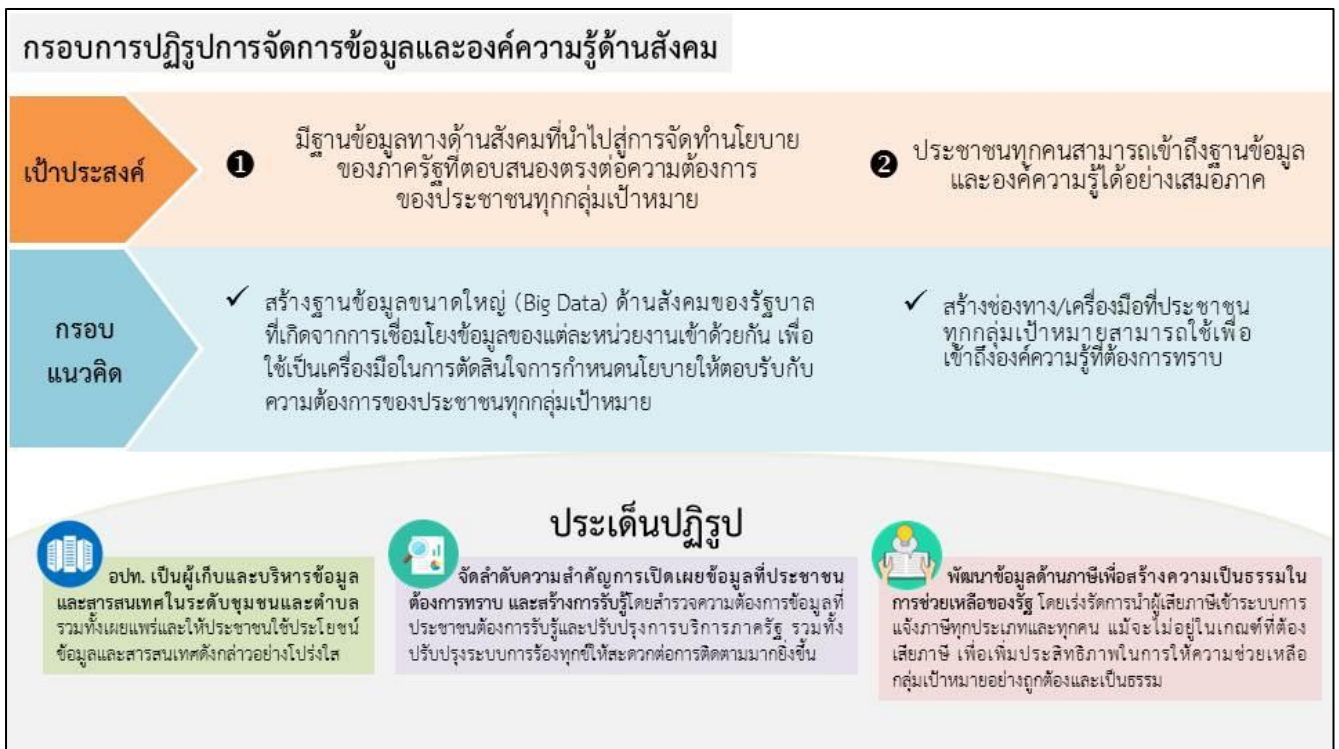 กรอบการปฏิรูปการจัดการข้อมูลและองค์ความรู้ด้านสังคม
เป้าประสงค์
❶
มีฐานข้อมูลทางด้านสังคมที่นำไปสู่การจัดทำนโยบาย
ของภาครัฐที่ตอบสนองตรงต่อความต้องการ
ของประชาชนทุกกลุ่มเป้าหมาย
❷
ประชาชนทุกคนสามารถเข้าถึงฐานข้อมูล
และองค์ความรู้ได้อย่างเสมอภาค
กรอบ
แนวคิด
✓ สร้างฐานข้อมูลขนาดใหญ่ (Big Data) ด้านสังคมของรัฐบาล
ที่เกิดจากการเชื่อมโยงข้อมูลของแต่ละหน่วยงานเข้าด้วยกัน เพื่อ
ใช้เป็นเครื่องมือในการตัดสินใจการกำหนดนโยบายให้ตอบรับกับ
ความต้องการของประชาชนทุกกลุ่มเป้าหมาย
✓ สร้างช่องทาง/เครื่องมือที่ประชาชน
ทุกกลุ่มเป้าหมายสามารถใช้เพื่อ
เข้าถึงองค์ความรู้ที่ต้องการทราบ
ประเด็นปฏิรูป
อปท. เป็นผู้เก็บและบริหารข้อมูล
และสารสนเทศในระดับชุมชนและตำบล
รวมทั้งเผยแพร่และให้ประชาชนใช้ประโยชน์
ข้อมูลและสารสนเทศดังกล่าวอย่างโปร่งใส
จัดลำดับความสำคัญการเปิดเผยข้อมูลที่ประชาชน
ต้องการทราบ และสร้างการรับรู้โดยสำรวจความต้องการข้อมูลที่
ประชาชนต้องการรับรู้และปรับปรุงการบริการภาครัฐ รวมทั้ง
ปรับปรุงระบบการร้องทุกข์ให้สะดวกต่อการติดตามมากยิ่งขึ้น
พัฒนาข้อมูลด้านภาษีเพื่อสร้างความเป็นธรรมใน
การช่วยเหลือของรัฐ โดยเร่งรัดการนำผู้เสียภาษีเข้าระบบการ
แจ้งภาษีทุกประเภทและทุกคน แม้จะไม่อยู่ในเกณฑ์ที่ต้อง
เสียภาษี เพื่อเพิ่มประสิทธิภาพในการให้ความช่วยเหลือ
กลุ่มเป้าหมายอย่างถูกต้องและเป็นธรรม